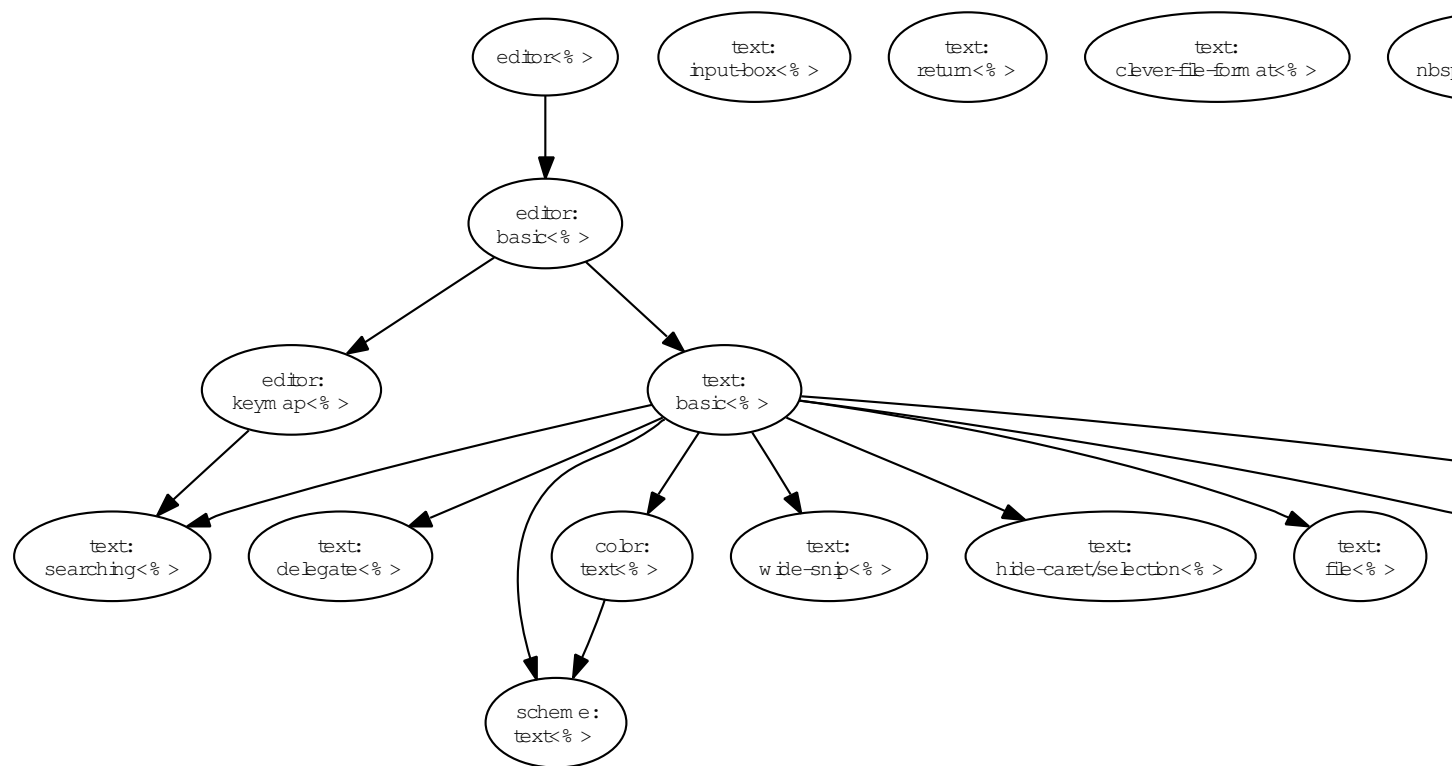 editor<%>
text:
input-box<%>
text:
return<%>
text:
clever-file-format<%>
editor:
basic<%>
editor:
keymap<%>
text:
basic<%>
text:
searching<%>
text:
delegate<%>
color:
text<%>
text:
wide-snip<%>
text:
hide-caret/selection<%>
text:
file<%>
scheme:
text<%>